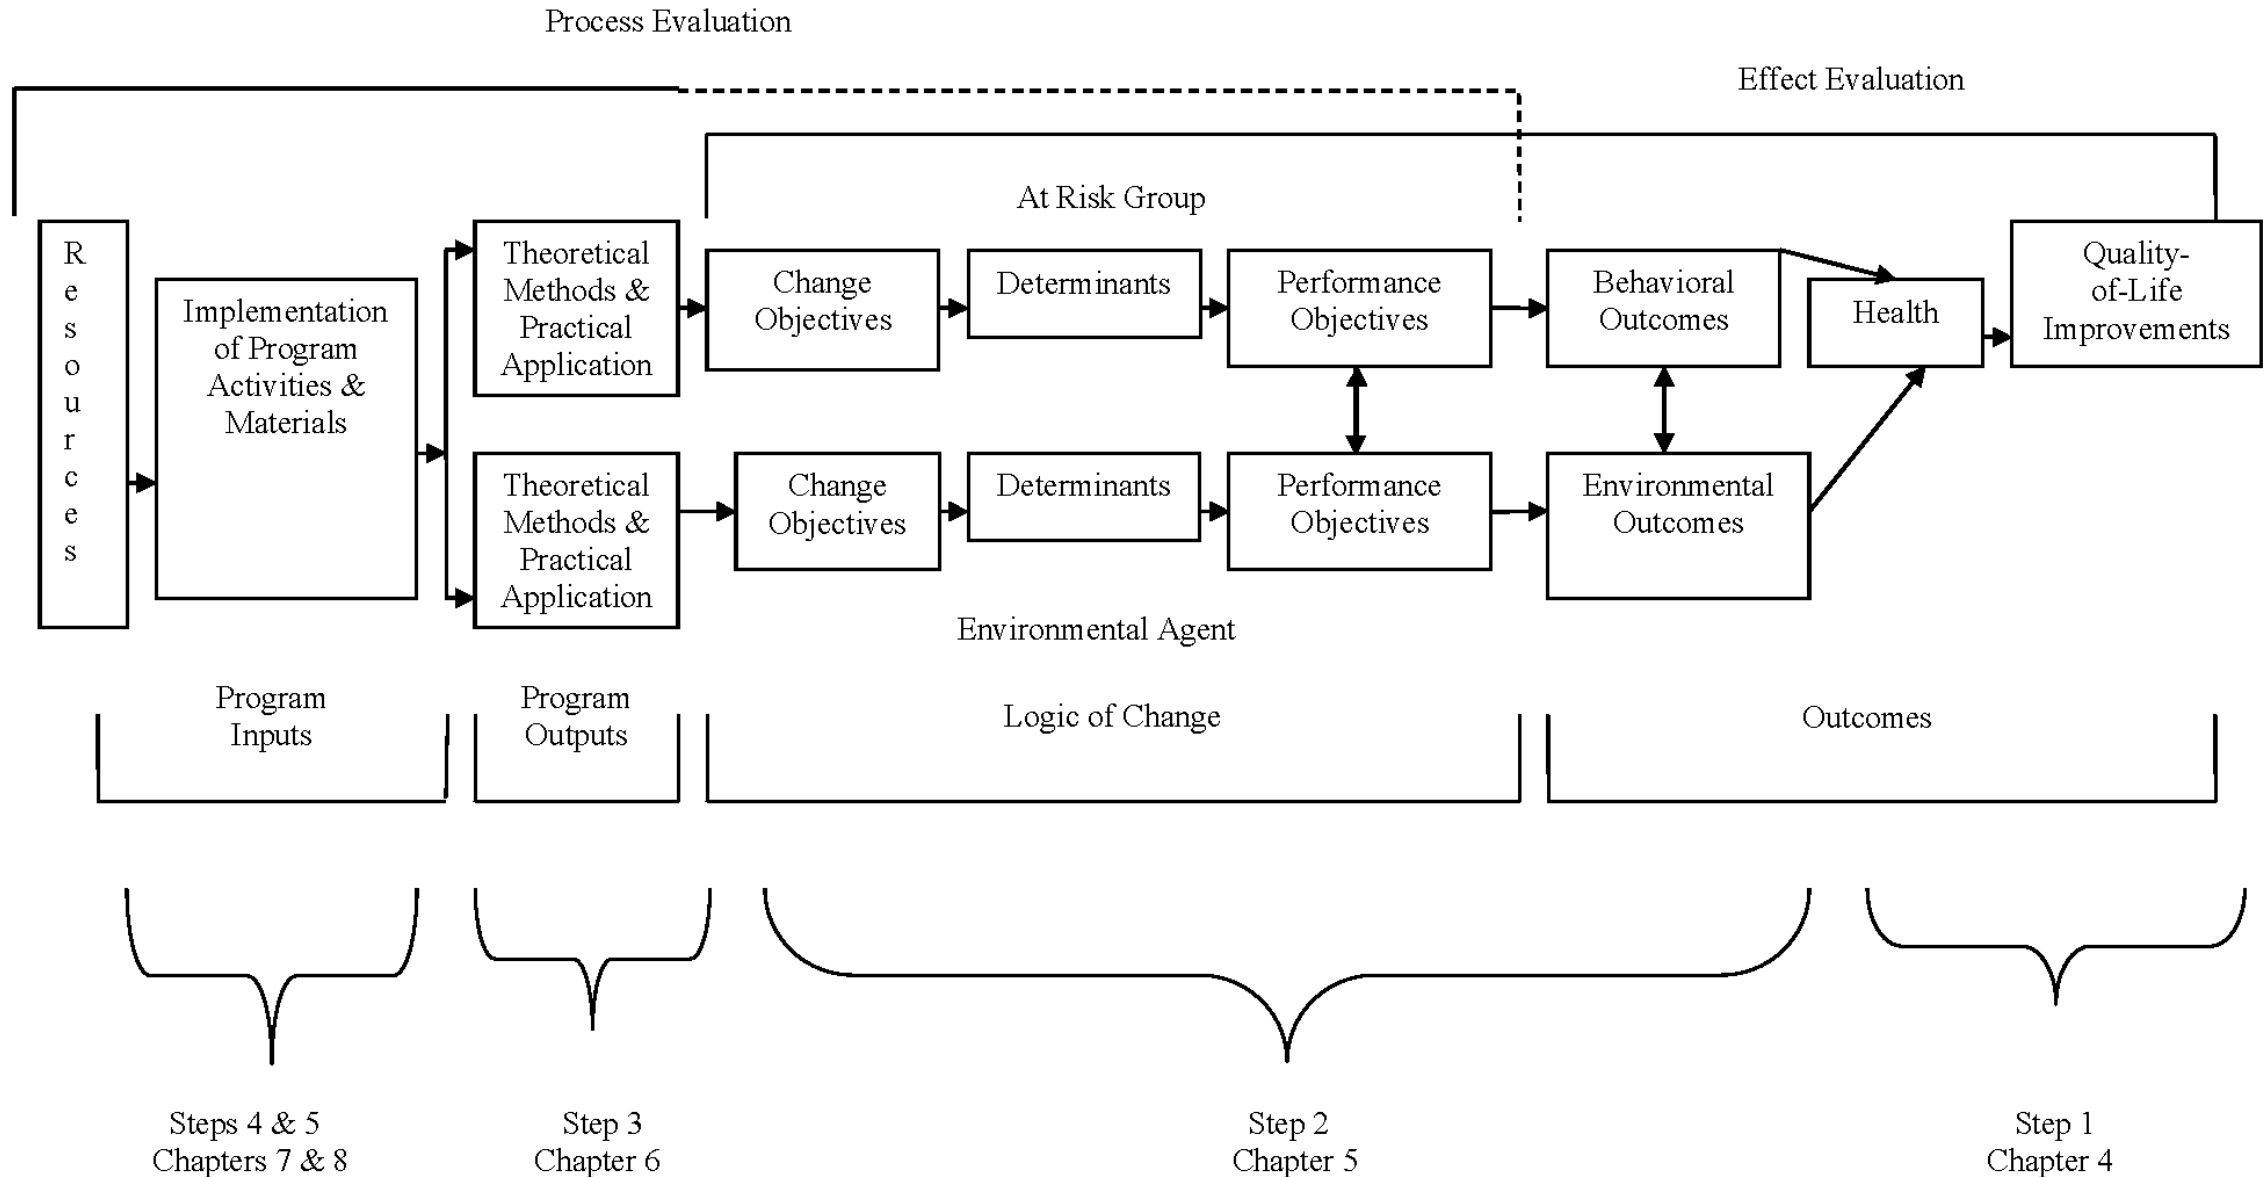 Process Evaluation
Effect Evaluation
At Risk Group
Resources
Implementation
of Program
Activities &
Materials
Theoretical
Methods &
Practical
Application
Change
Objectives
Determinants
Performance
Objectives
Behavioral
Outcomes
Health
Quality-
of-Life
Improvements
Theoretical
Methods &
Practical
Application
Change
Objectives
Determinants
Performance
Objectives
Environmental
Outcomes
Environmental Agent
Program
Inputs
Program
Outputs
Logic of Change
Outcomes
Steps 4 & 5
Chapters 7 & 8
Step 3
Chapter 6
Step 2
Chapter 5
Step 1
Chapter 4